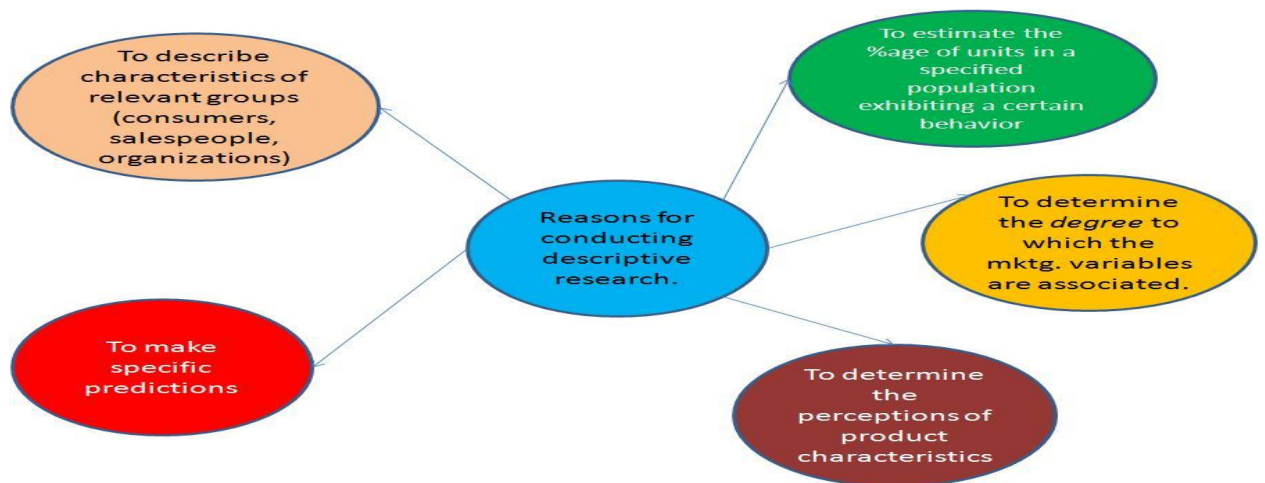 To describe
characteristics of
relevant groups
(consumers,
salespeople,
organizations)
To estimate the
%age of units in a
specified
population
exhibiting a certain
behavior
Reasons for
conducting
descriptive
research.
To determine
the degree to
which the
mktg. variables
are associated.
To make
specific
predictions
To determine
the
perceptions of
product
characteristics